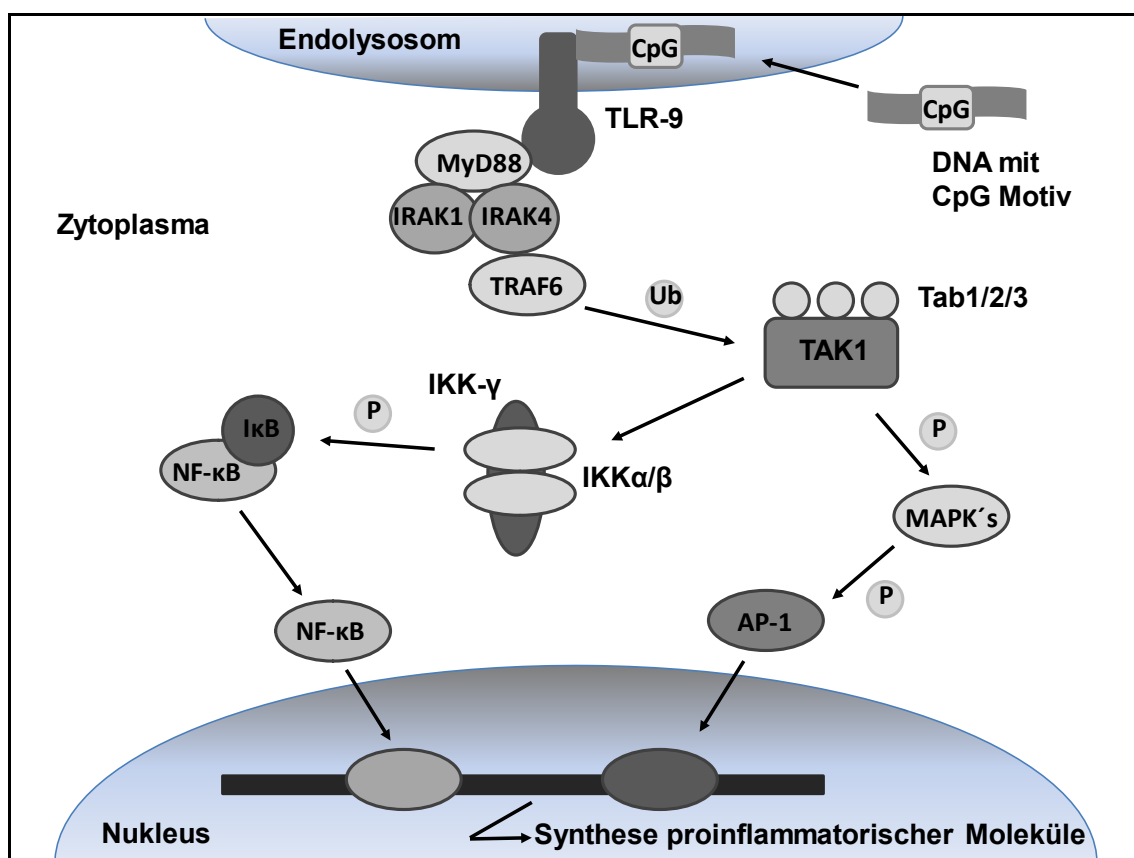 Endolysosom
CpG
CpG
TLR-9
DNA mit
CpG Motiv
MyD88
IRAK1
IRAK4
Zytoplasma
TRAF6
Ub
Tab1/2/3
TAK1
IKK-γ
P
IκB
NF-κB
IKKα/β
P
MAPK´s
P
NF-κB
AP-1
Nukleus
Synthese proinflammatorischer Moleküle